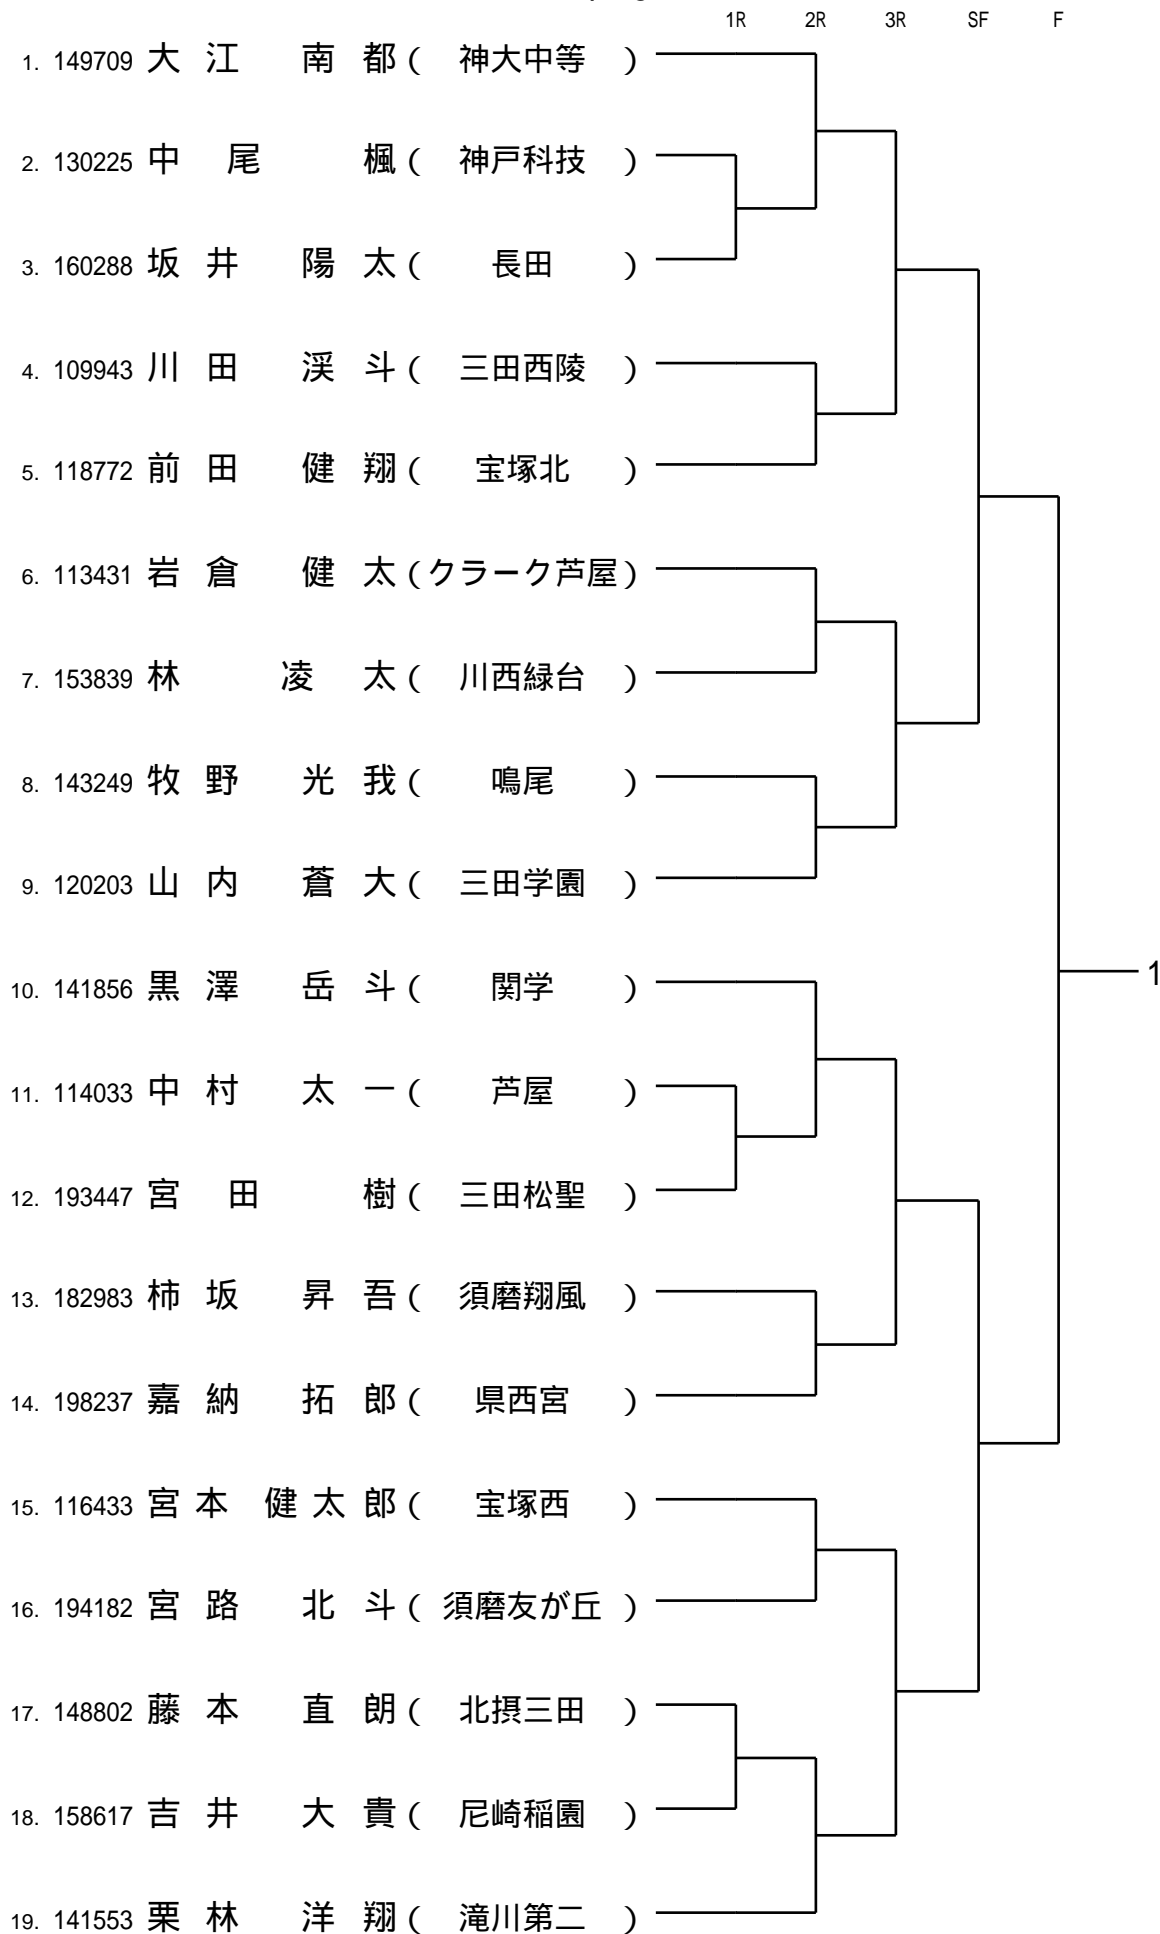 1R 2R 3R SF F
1. 149709 大江 南都 ( 神大中等 )
2. 130225 中尾 楓 ( 神戸科技 )
3. 160288 坂井 陽太 ( 長田 )
4. 109943 川田 渓斗 ( 三田西陵 )
5. 118772 前田 健翔 ( 宝塚北 )
6. 113431 岩倉 健太 (クラーク芦屋)
7. 153839 林 凌太 ( 川西緑台 )
8. 143249 牧野 光我 ( 鳴尾 )
9. 120203 山内 蒼大 ( 三田学園 )
10. 141856 黒澤 岳斗 ( 関学 )
1
11. 114033 中村 太一 ( 芦屋 )
12. 193447 宮田 樹 ( 三田松聖 )
13. 182983 柿坂 昇吾 ( 須磨翔風 )
14. 198237 嘉納 拓郎 ( 県西宮 )
15. 116433 宮本 健太郎 ( 宝塚西 )
16. 194182 宮路 北斗 ( 須磨友が丘 )
17. 148802 藤本 直朗 ( 北摂三田 )
18. 158617 吉井 大貴 ( 尼崎稲園 )
19. 141553 栗林 洋翔 ( 滝川第二 )